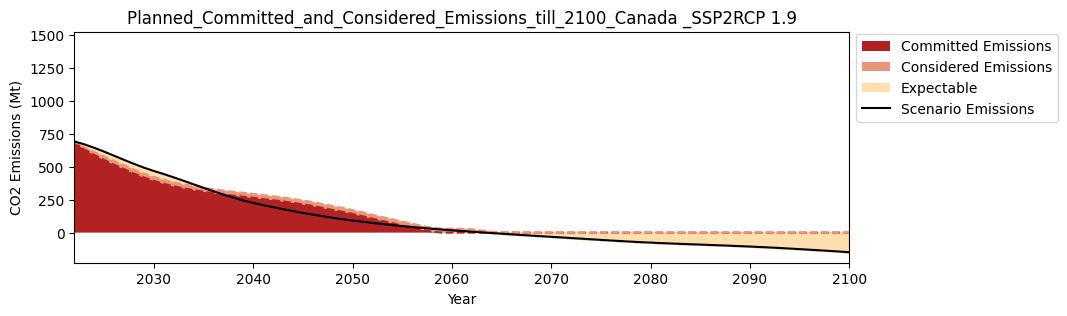 Planned_Committed_and_Considered_Emissions_till_2100_Canada _SSP2RCP 1.9
1500
1250
1000
750
500
250
0
CO2 Emissions (Mt)
2030
2040
2050
2060
2070
2080
2090
2100
Year
Committed Emissions
Considered Emissions
Expectable
Scenario Emissions